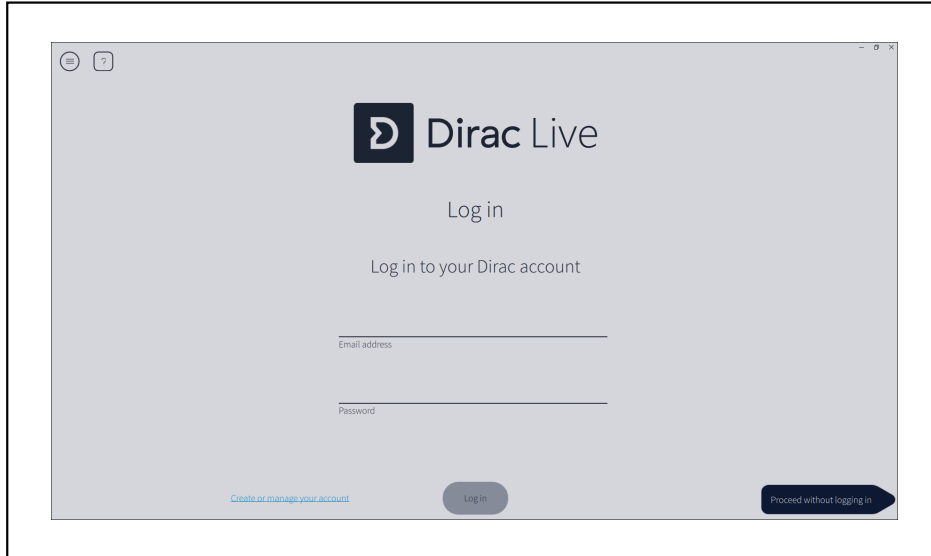 ?
Dirac Live
Log in
Log in to your Dirac account
Email address
Password
Create or manage your account
Log in
Proceed without logging in